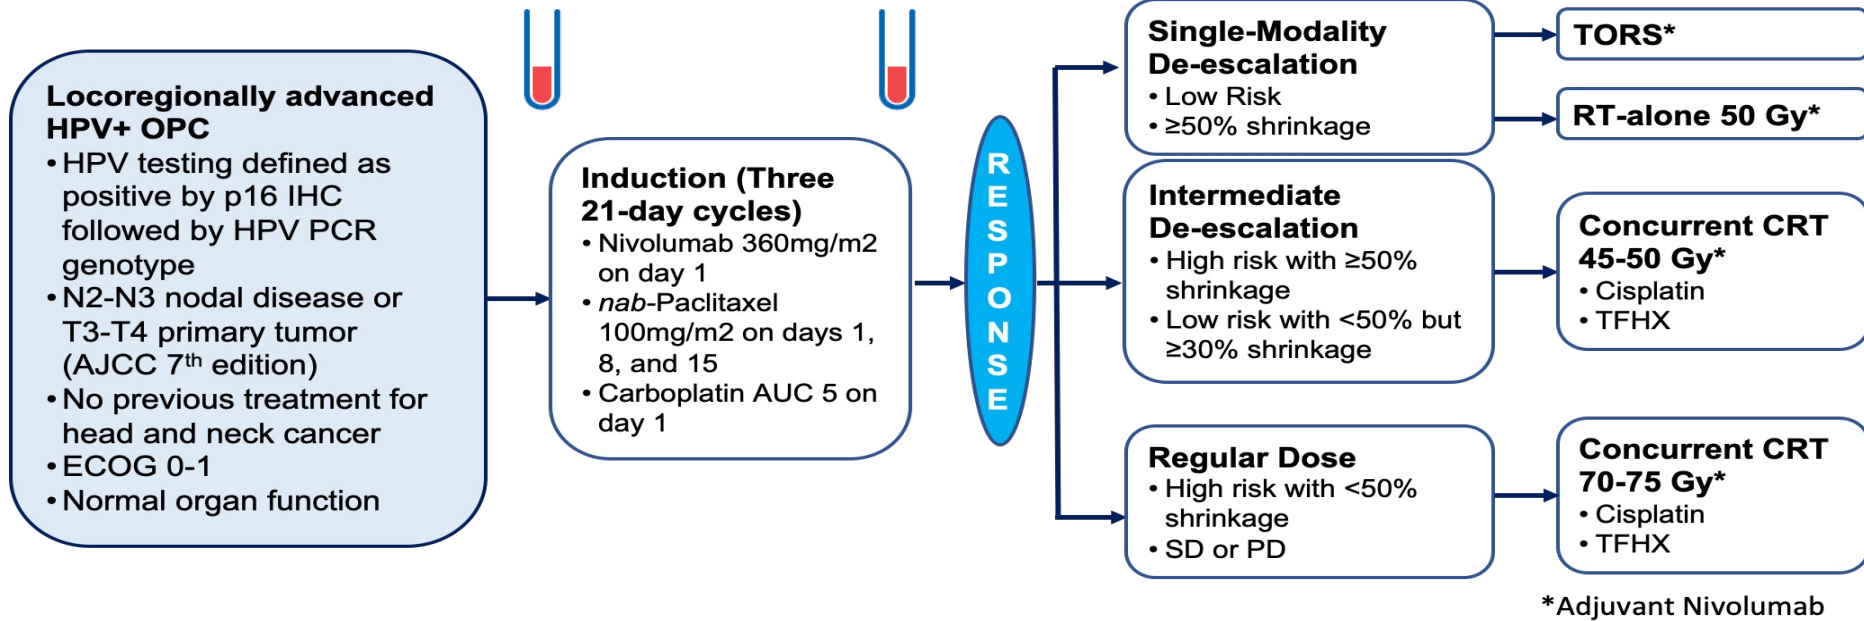 Locoregionally advanced
HPV+ OPC
• HPV testing defined as
positive by p16 IHC
followed by HPV PCR
genotype
• N2-N3 nodal disease or
T3-T4 primary tumor
(AJCC 7th edition)
• No previous treatment for
head and neck cancer
• ECOG 0-1
• Normal organ function
Induction (Three
21-day cycles)
• Nivolumab 360mg/m2
on day 1
• nab-Paclitaxel
100mg/m2 on days 1,
8, and 15
• Carboplatin AUC 5 on
day 1
RESPONSE
Single-Modality
De-escalation
• Low Risk
• ≥50% shrinkage
TORS*
RT-alone 50 Gy*
Intermediate
De-escalation
• High risk with ≥50%
shrinkage
• Low risk with <50% but
≥30% shrinkage
Concurrent CRT
45-50 Gy*
• Cisplatin
• TFHX
Regular Dose
• High risk with <50%
shrinkage
• SD or PD
Concurrent CRT
70-75 Gy*
• Cisplatin
• TFHX
*Adjuvant Nivolumab